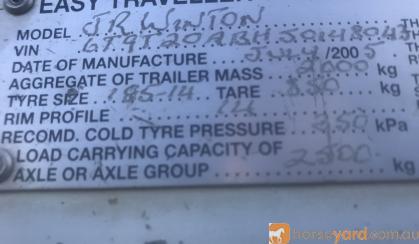 EASY TRAVELLER
MODEL JR WINTON
VIN
DATE OF MANUFACTURE JULY/2005
AGGREGATE OF TRAILER MASS kg
TYRE SIZE 185-14 TARE kg
RIM PROFILE 14
RECOMD. COLD TYRE PRESSURE kPa
LOAD CARRYING CAPACITY OF
AXLE OR AXLE GROUP kg
horseyard.com.au